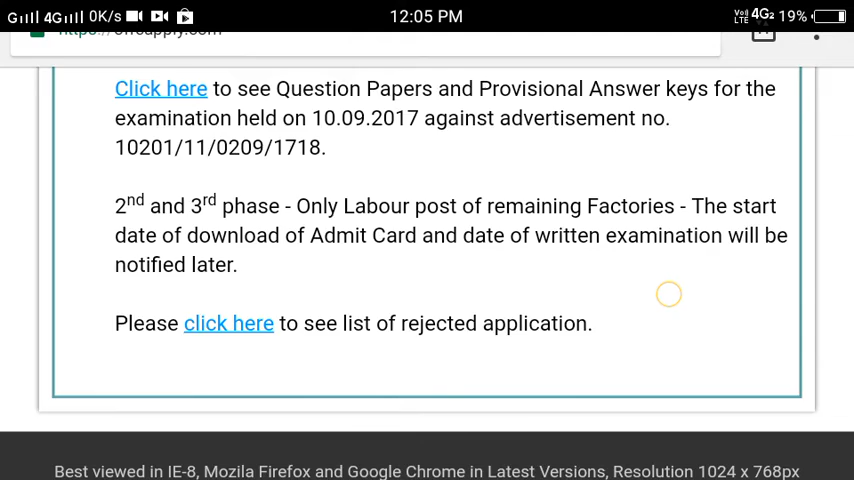 4G 0K/s 12:05 PM VoLTE 4G2 19%
Click here to see Question Papers and Provisional Answer keys for the
examination held on 10.09.2017 against advertisement no.
10201/11/0209/1718.
2nd and 3rd phase - Only Labour post of remaining Factories - The start
date of download of Admit Card and date of written examination will be
notified later.
Please click here to see list of rejected application.
Best viewed in IE-8, Mozilla Firefox and Google Chrome in Latest Versions, Resolution 1024 x 768px